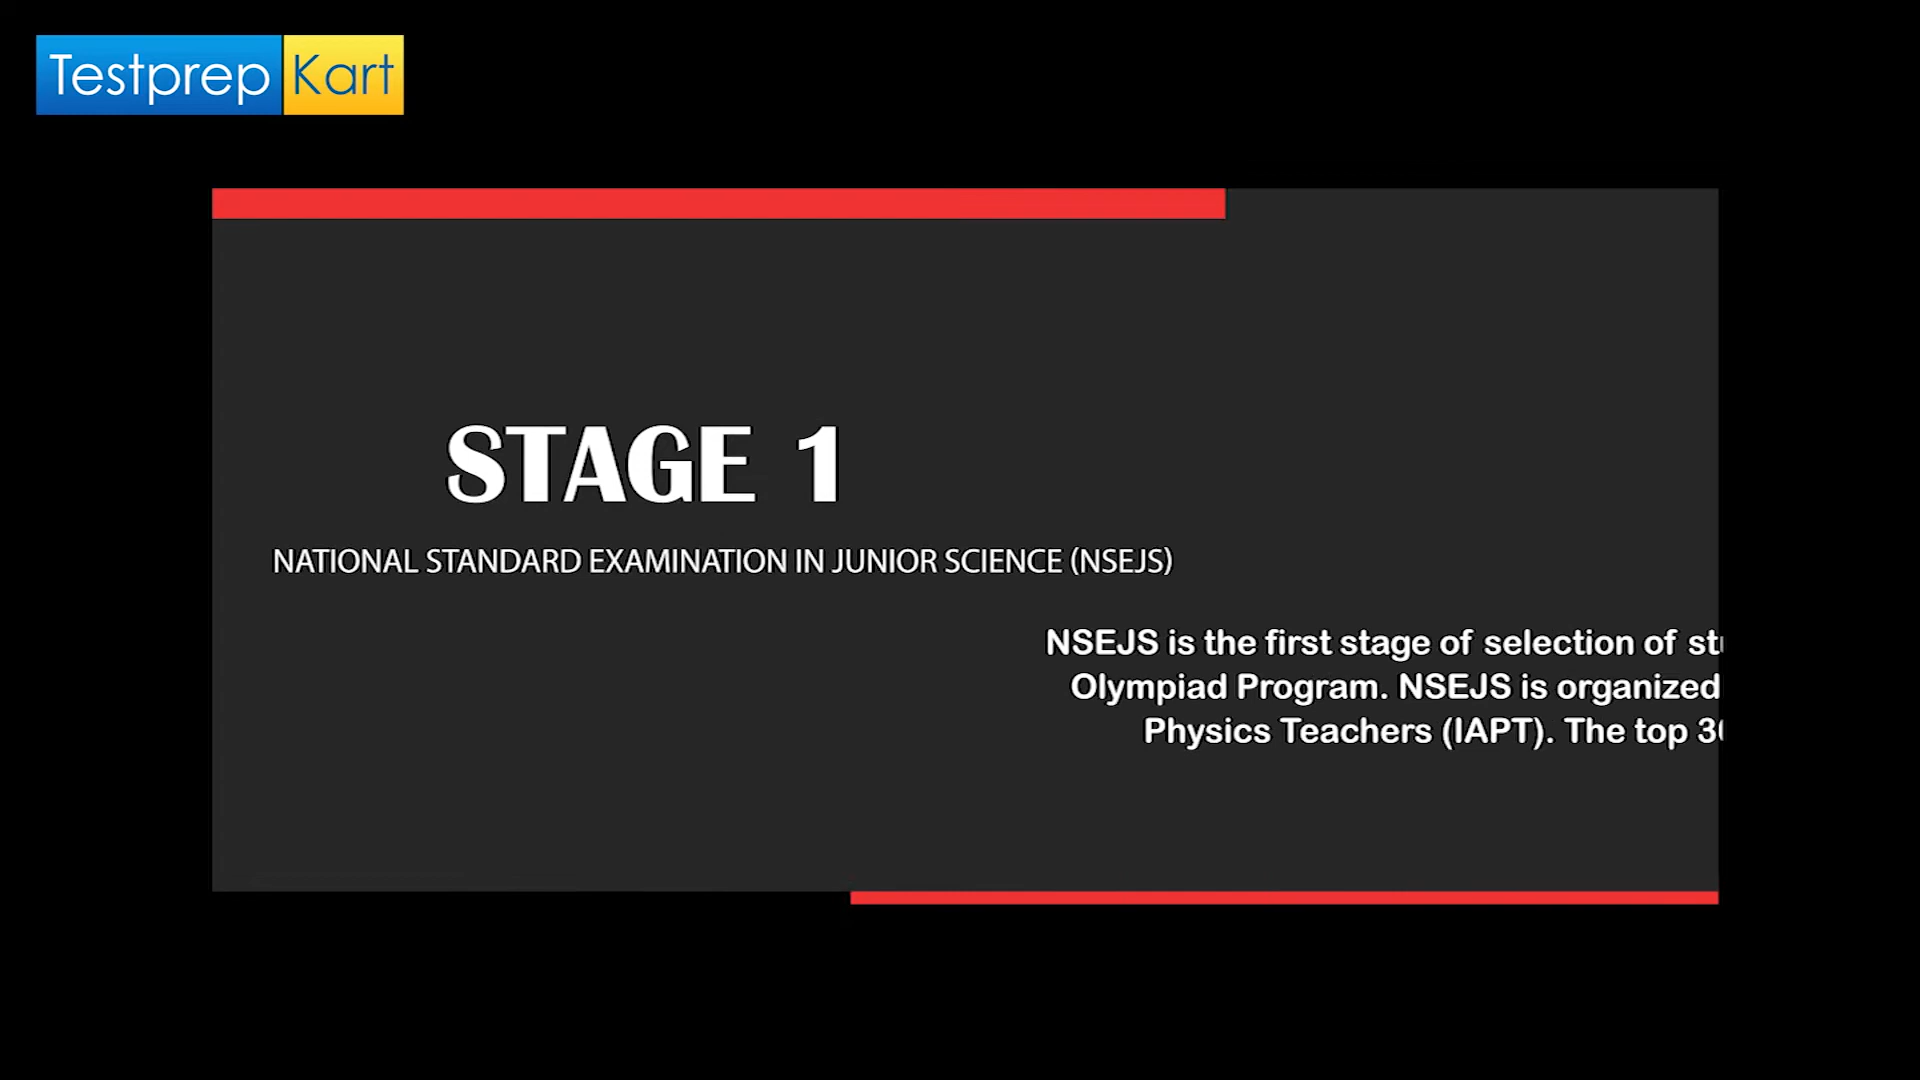 Testprep Kart
STAGE 1
NATIONAL STANDARD EXAMINATION IN JUNIOR SCIENCE (NSEJS)
NSEJS is the first stage of selection of
Olympiad Program. NSEJS is organized
Physics Teachers (IAPT). The top